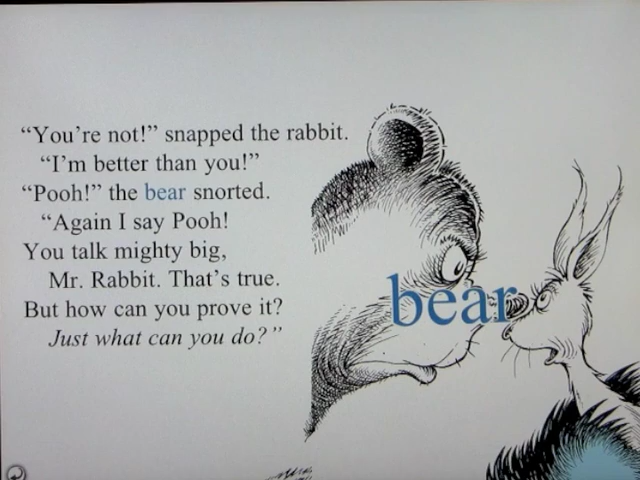 “You’re not!” snapped the rabbit.
“I’m better than you!”
“Pooh!” the bear snorted.
“Again I say Pooh!
You talk mighty big,
Mr. Rabbit. That’s true.
But how can you prove it?
Just what can you do?”
bear